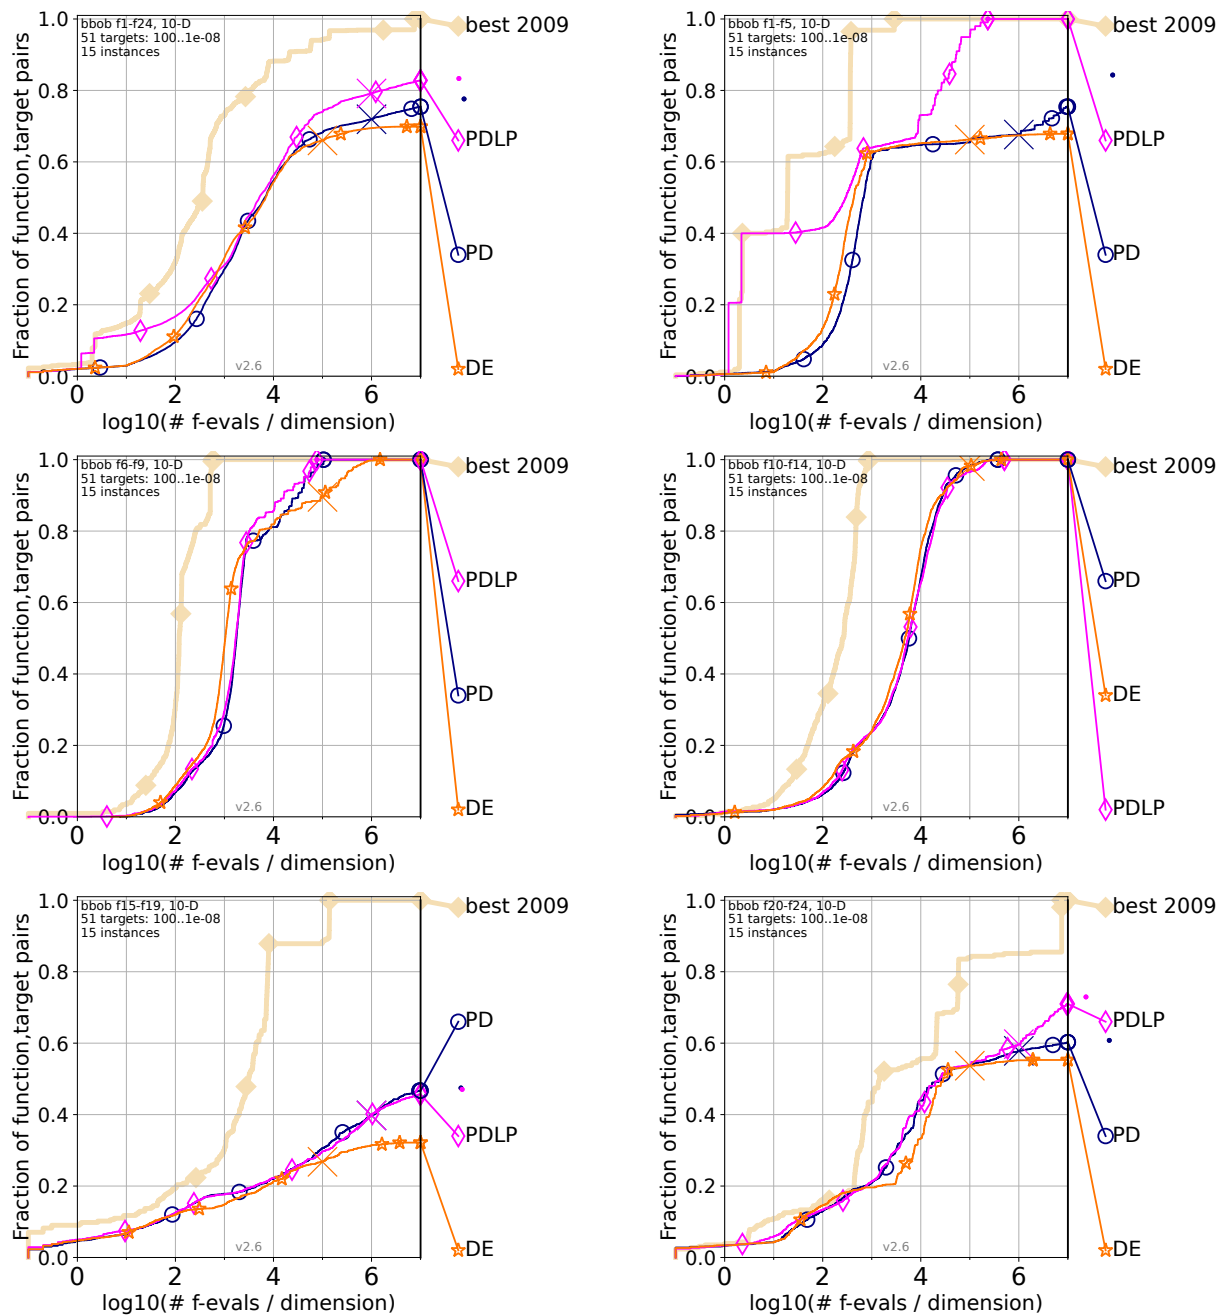 bbob f1-f24, 10-D
51 targets: 100..1e-08
15 instances
Fraction of function,target pairs
1.0
0.8
0.6
0.4
0.2
0.0
0 2 4 6
log10(# f-evals / dimension)
v2.6
best 2009
PDLP
PD
DE
bbob f1-f5, 10-D
51 targets: 100..1e-08
15 instances
Fraction of function,target pairs
1.0
0.8
0.6
0.4
0.2
0.0
0 2 4 6
log10(# f-evals / dimension)
v2.6
best 2009
PDLP
PD
DE
bbob f6-f9, 10-D
51 targets: 100..1e-08
15 instances
Fraction of function,target pairs
1.0
0.8
0.6
0.4
0.2
0.0
0 2 4 6
log10(# f-evals / dimension)
v2.6
best 2009
PDLP
PD
DE
bbob f10-f14, 10-D
51 targets: 100..1e-08
15 instances
Fraction of function,target pairs
1.0
0.8
0.6
0.4
0.2
0.0
0 2 4 6
log10(# f-evals / dimension)
v2.6
best 2009
PD
DE
PDLP
bbob f15-f19, 10-D
51 targets: 100..1e-08
15 instances
Fraction of function,target pairs
1.0
0.8
0.6
0.4
0.2
0.0
0 2 4 6
log10(# f-evals / dimension)
v2.6
best 2009
PD
PDLP
DE
bbob f20-f24, 10-D
51 targets: 100..1e-08
15 instances
Fraction of function,target pairs
1.0
0.8
0.6
0.4
0.2
0.0
0 2 4 6
log10(# f-evals / dimension)
v2.6
best 2009
PDLP
PD
DE